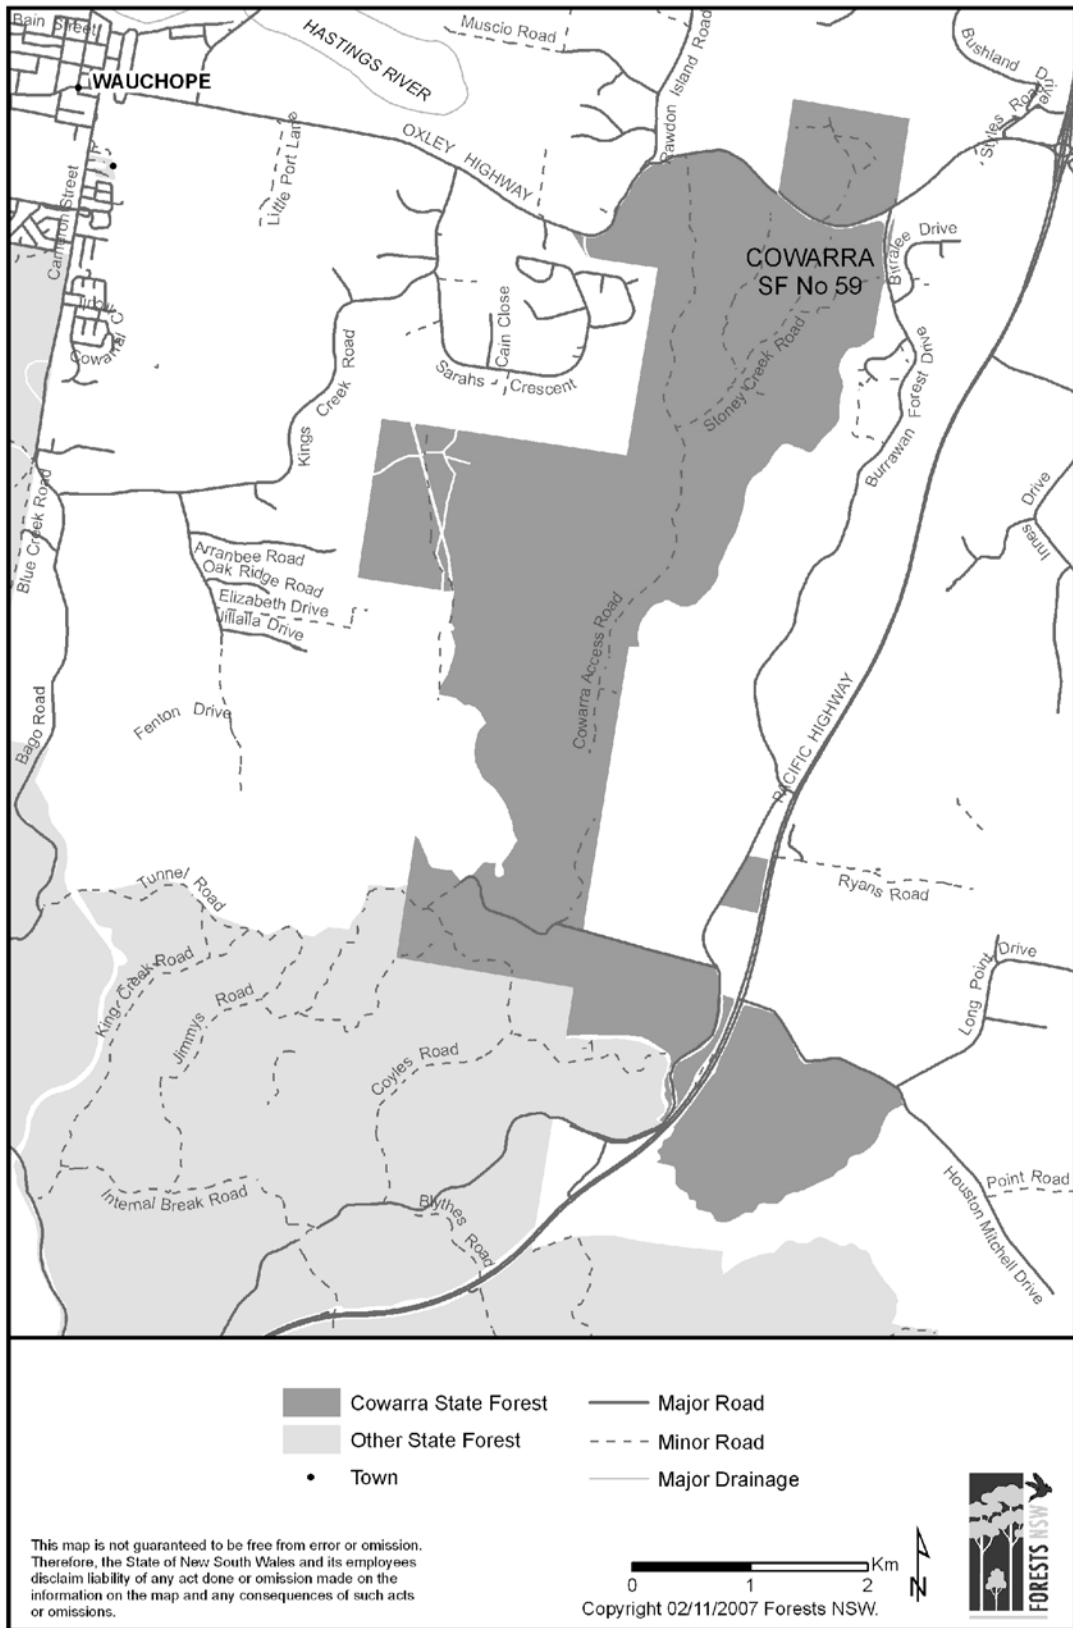 Bain Street
Muscio Road
Rawdon Island Road
Bushland
Drive
Styles Road
HASTINGS RIVER
WAUCHOPE
OXLEY HIGHWAY
Little Port Lane
Cameron Street
COWARRA
SF No 59
Birralee Drive
Cowarral Cl
Kings Creek Road
Cain Close
Sarahs Crescent
Stoney Creek Road
Burrawan Forest Drive
Innes Drive
Blue Creek Road
Arranbee Road
Oak Ridge Road
Elizabeth Drive
Jillalla Drive
Cowarra Access Road
Fenton Drive
Bago Road
PACIFIC HIGHWAY
Tunnel Road
Ryans Road
King Creek Road
Jimmys Road
Long Point Drive
Coyles Road
-1
Internal Break Road
Blythes Road
Point Road
Houston Mitchell Drive
Cowarra State Forest
Other State Forest
Town
Major Road
Minor Road
Major Drainage
This map is not guaranteed to be free from error or omission.
Therefore, the State of New South Wales and its employees
disclaim liability of any act done or omission made on the
information on the map and any consequences of such acts
or omissions.
Km
0 1 2
N
Copyright 02/11/2007 Forests NSW.
FORESTS NSW